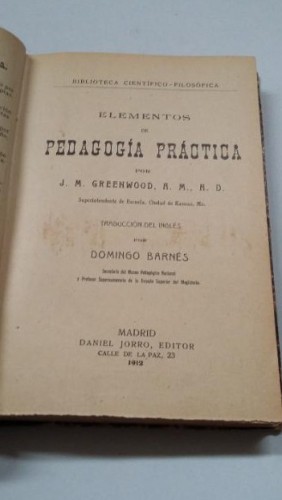 BIBLIOTECA CIENTÍFICO-FILOSÓFICA
ELEMENTOS
DE
PEDAGOGÍA PRÁCTICA
POR
J. M. GREENWOOD, A. M., A. D.
Superintendente de Escuela, Ciudad de Kansas, Mo.
TRADUCCIÓN DEL INGLÉS
POR
DOMINGO BARNÉS
Secretario del Museo Pedagógico Nacional
y Profesor Supernumerario de la Escuela Superior del Magisterio
MADRID
DANIEL JORRO, EDITOR
CALLE DE LA PAZ, 23
1912